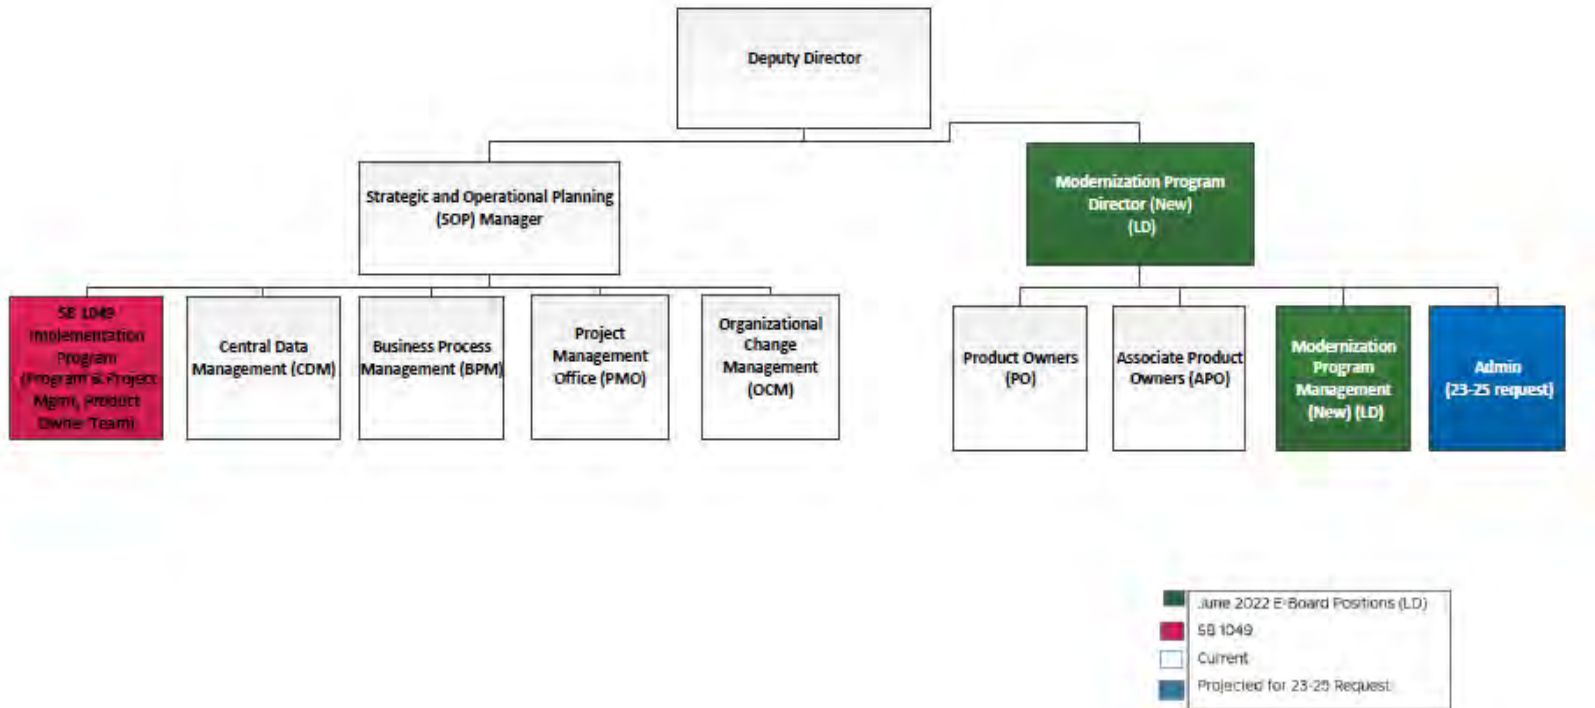 Deputy Director
Strategic and Operational Planning
(SOP) Manager
Modernization Program
Director (New)
(LD)
SB 1049
Implementation
Program
(Program & Project
Mgm, Product
Owner Team)
Central Data
Management (CDM)
Business Process
Management (BPM)
Project
Management
Office (PMO)
Organizational
Change
Management
(OCM)
Product Owners
(PO)
Associate Product
Owners (APO)
Modernization
Program
Management
(New) (LD)
Admin
(23-25 request)
June 2022 E-Board Positions (LD)
SB 1049
Current
Projected for 23-25 Request